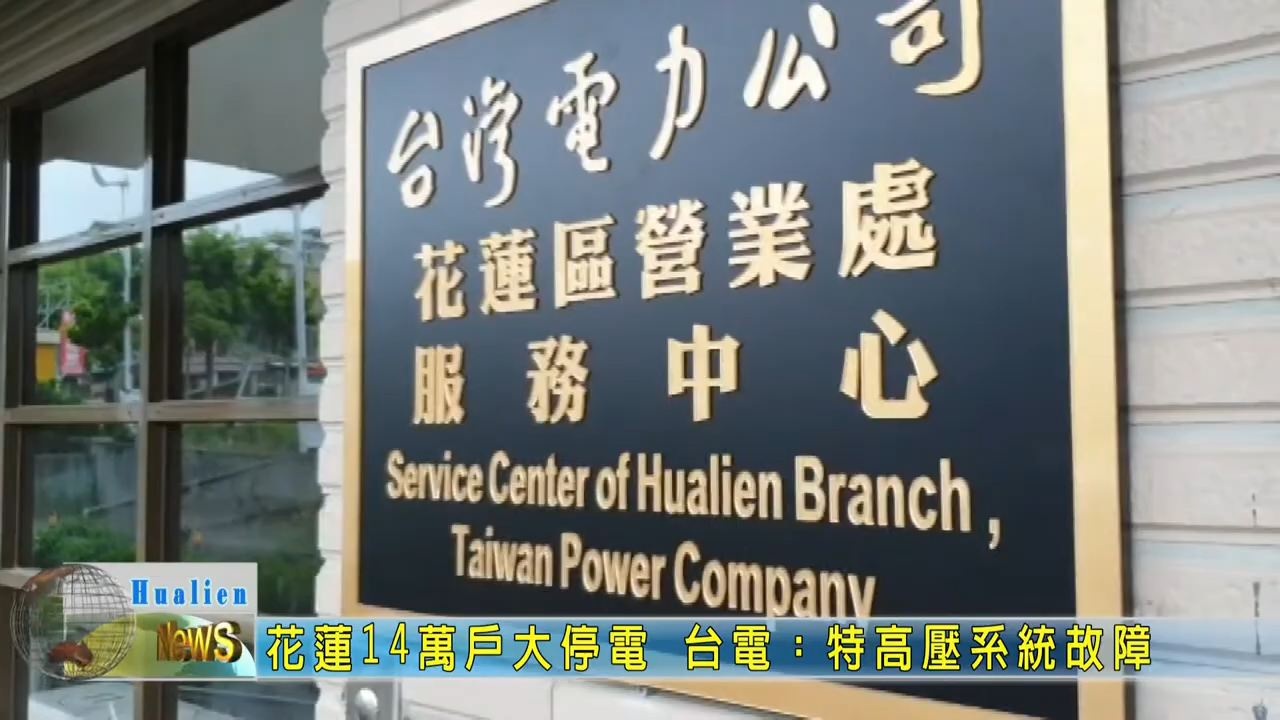 台灣電力公司
花蓮區營業處
服務中心
Service Center of Hualien Branch ,
Taiwan Power Company
Hualien
News
花蓮14萬戶大停電 台電：特高壓系統故障